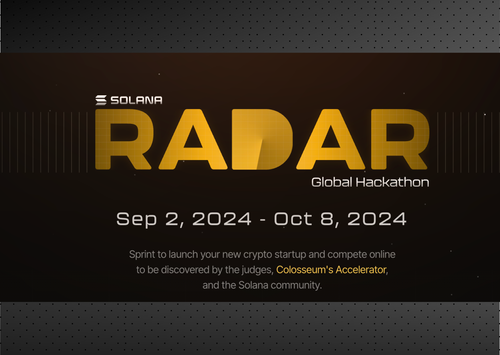 SOLANA
RADAR
Global Hackathon
Sep 2, 2024 - Oct 8, 2024
Sprint to launch your new crypto startup and compete online
to be discovered by the judges, Colosseum's Accelerator,
and the Solana community.